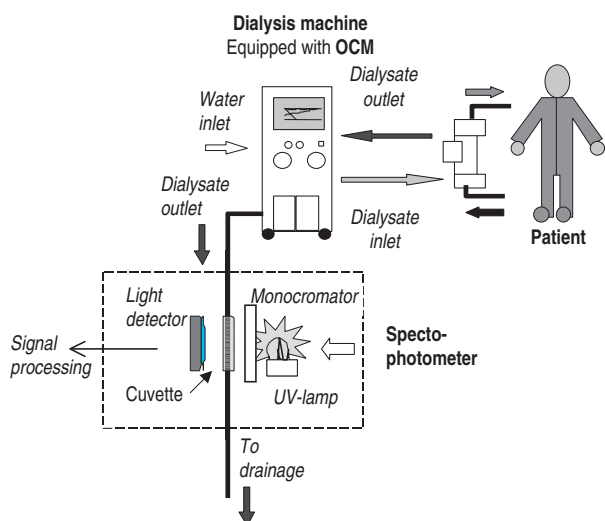 Dialysis machine
Equipped with OCM
Dialysate
outlet
Water
inlet
Dialysate
outlet
Dialysate
inlet
Patient
Light
detector
Monocromator
Signal
processing
Specto-
photometer
Cuvette
UV-lamp
To
drainage